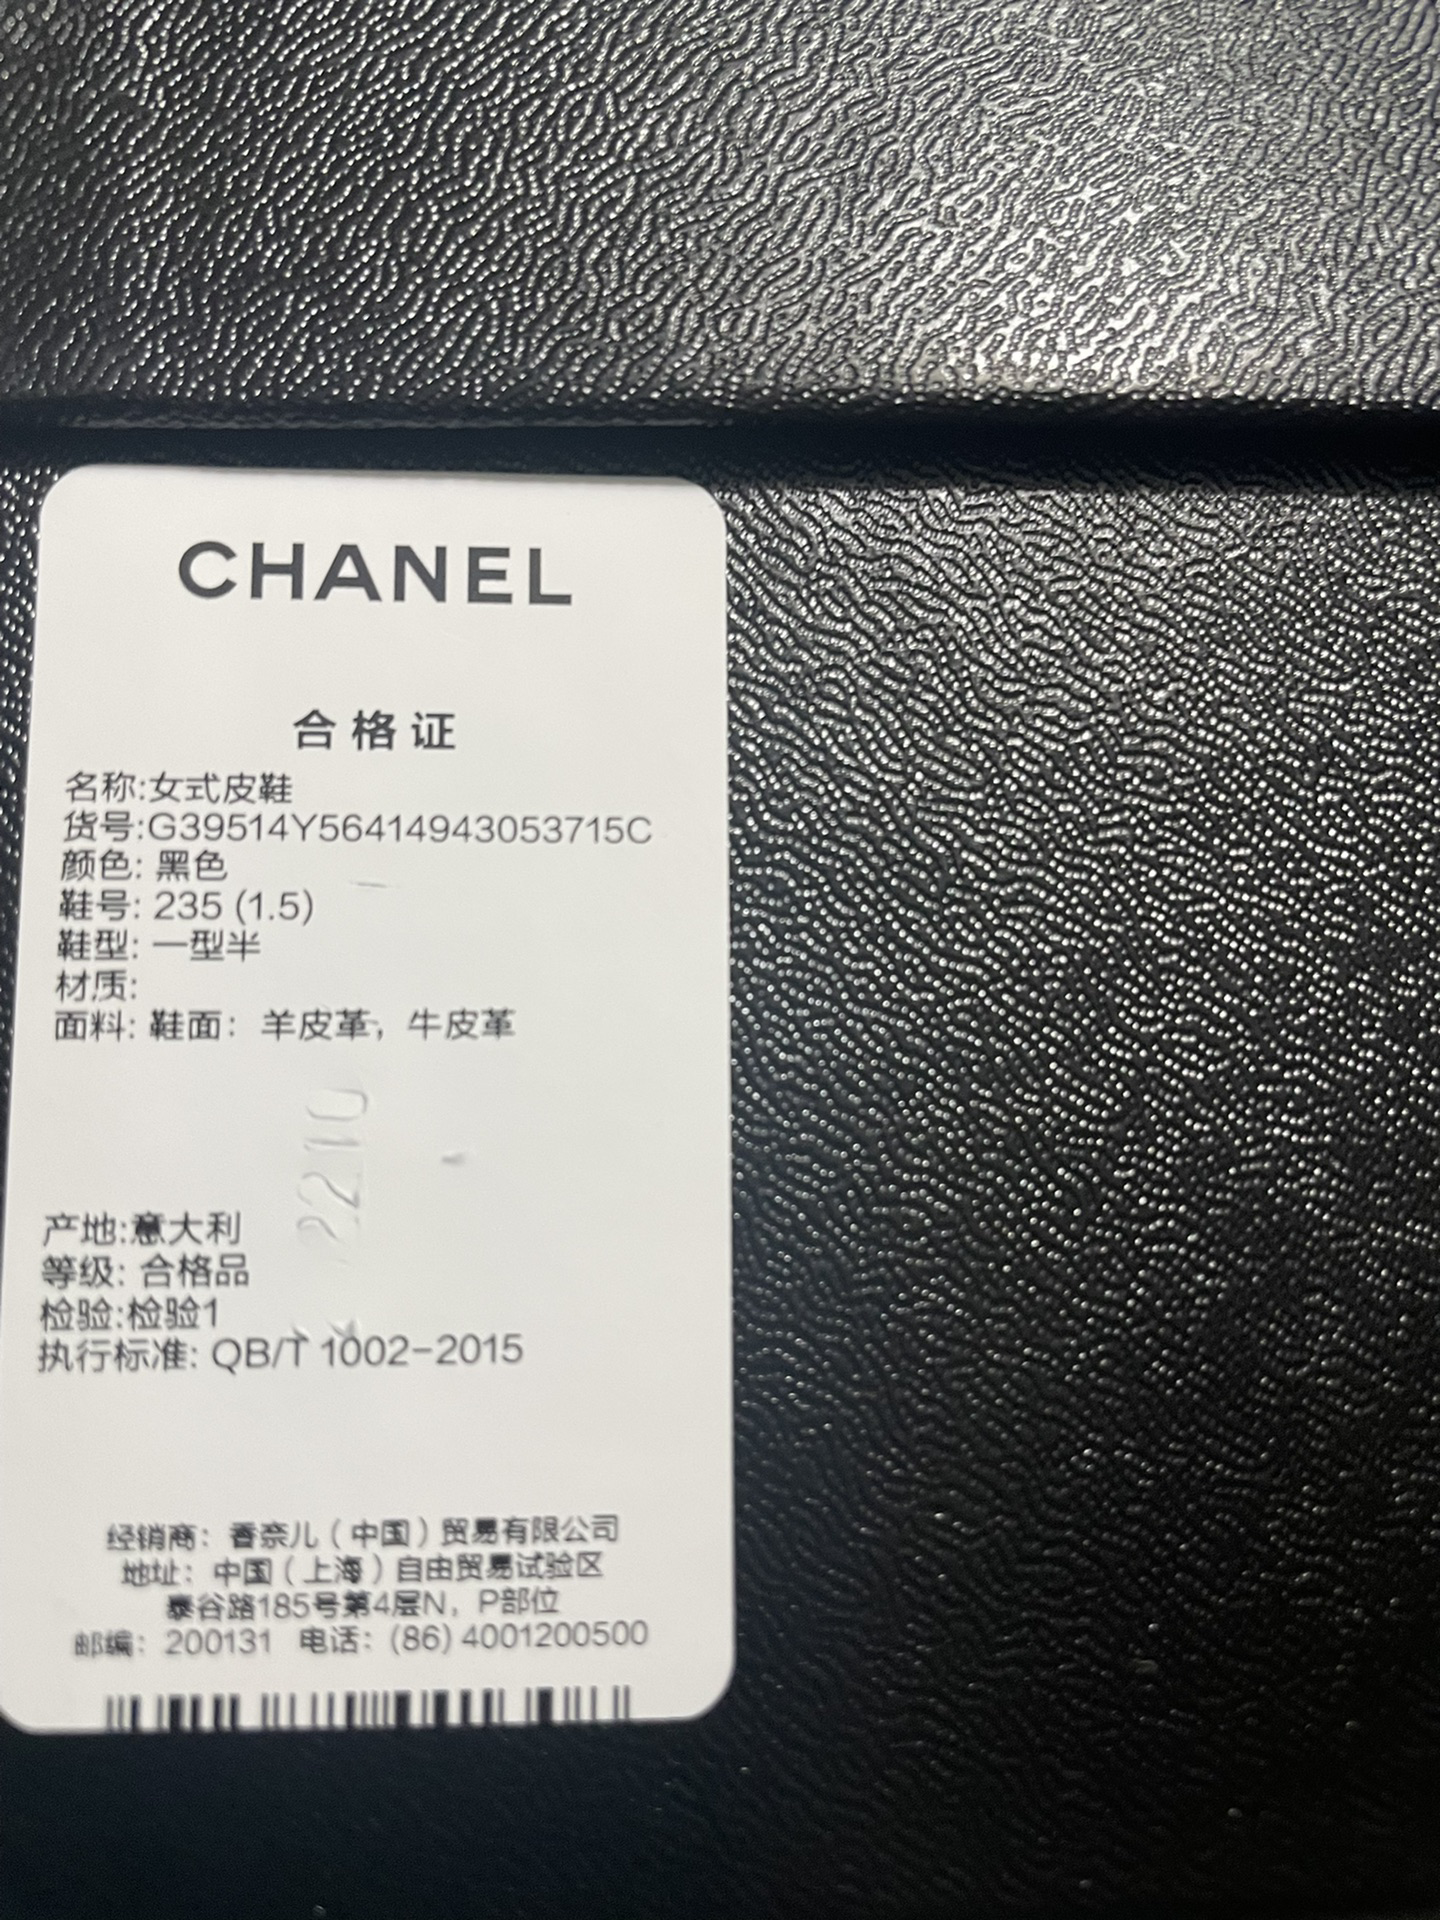 CHANEL
合格证
名称:女式皮鞋
货号:G39514Y56414943053715C
颜色: 黑色
鞋号: 235 (1.5)
鞋型: 一型半
材质:
面料: 鞋面：羊皮革，牛皮革
2210
产地:意大利
等级: 合格品
检验:检验1
执行标准: QB/T 1002-2015
经销商：香奈儿（中国）贸易有限公司
地址：中国（上海）自由贸易试验区
泰谷路185号第4层N，P部位
邮编：200131 电话：(86) 4001200500